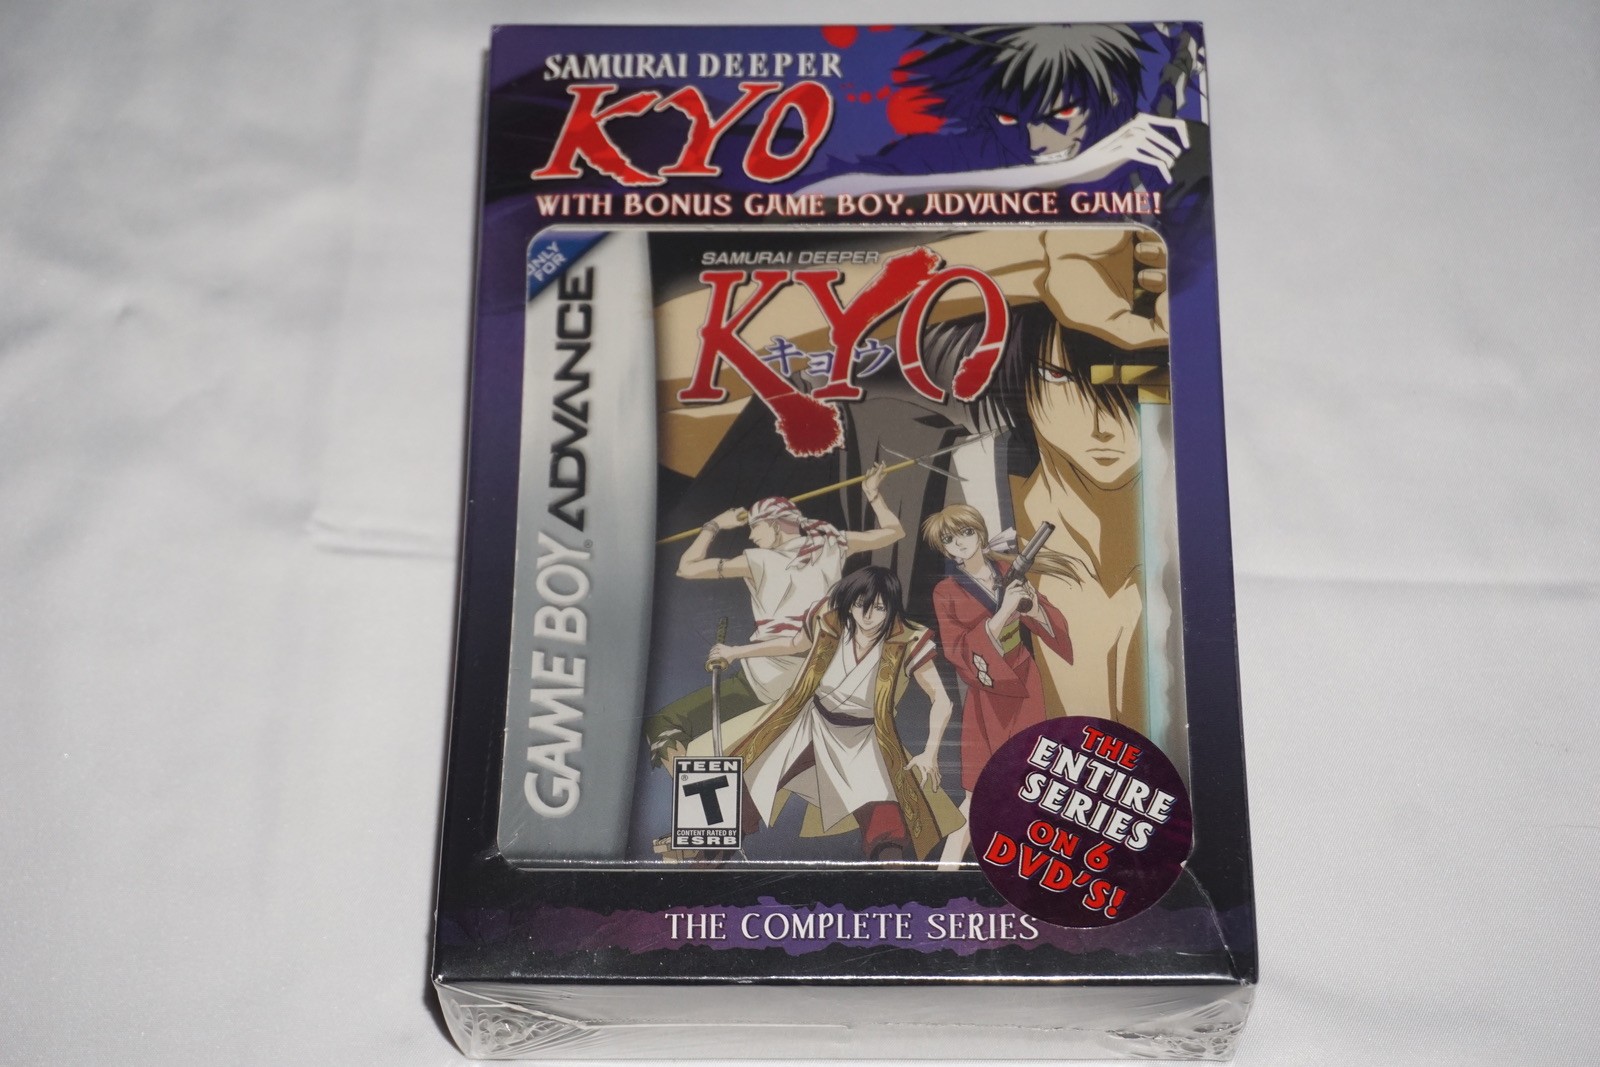 SAMURAI DEEPER
KYO
WITH BONUS GAME BOY. ADVANCE GAME!
ONLY
FOR
GAME BOY ADVANCE
SAMURAI DEEPER
KYO
キョウ
TEEN
T
CONTENT RATED BY
ESRB
THE
ENTIRE
SERIES
ON 6
DVD'S!
THE COMPLETE SERIES